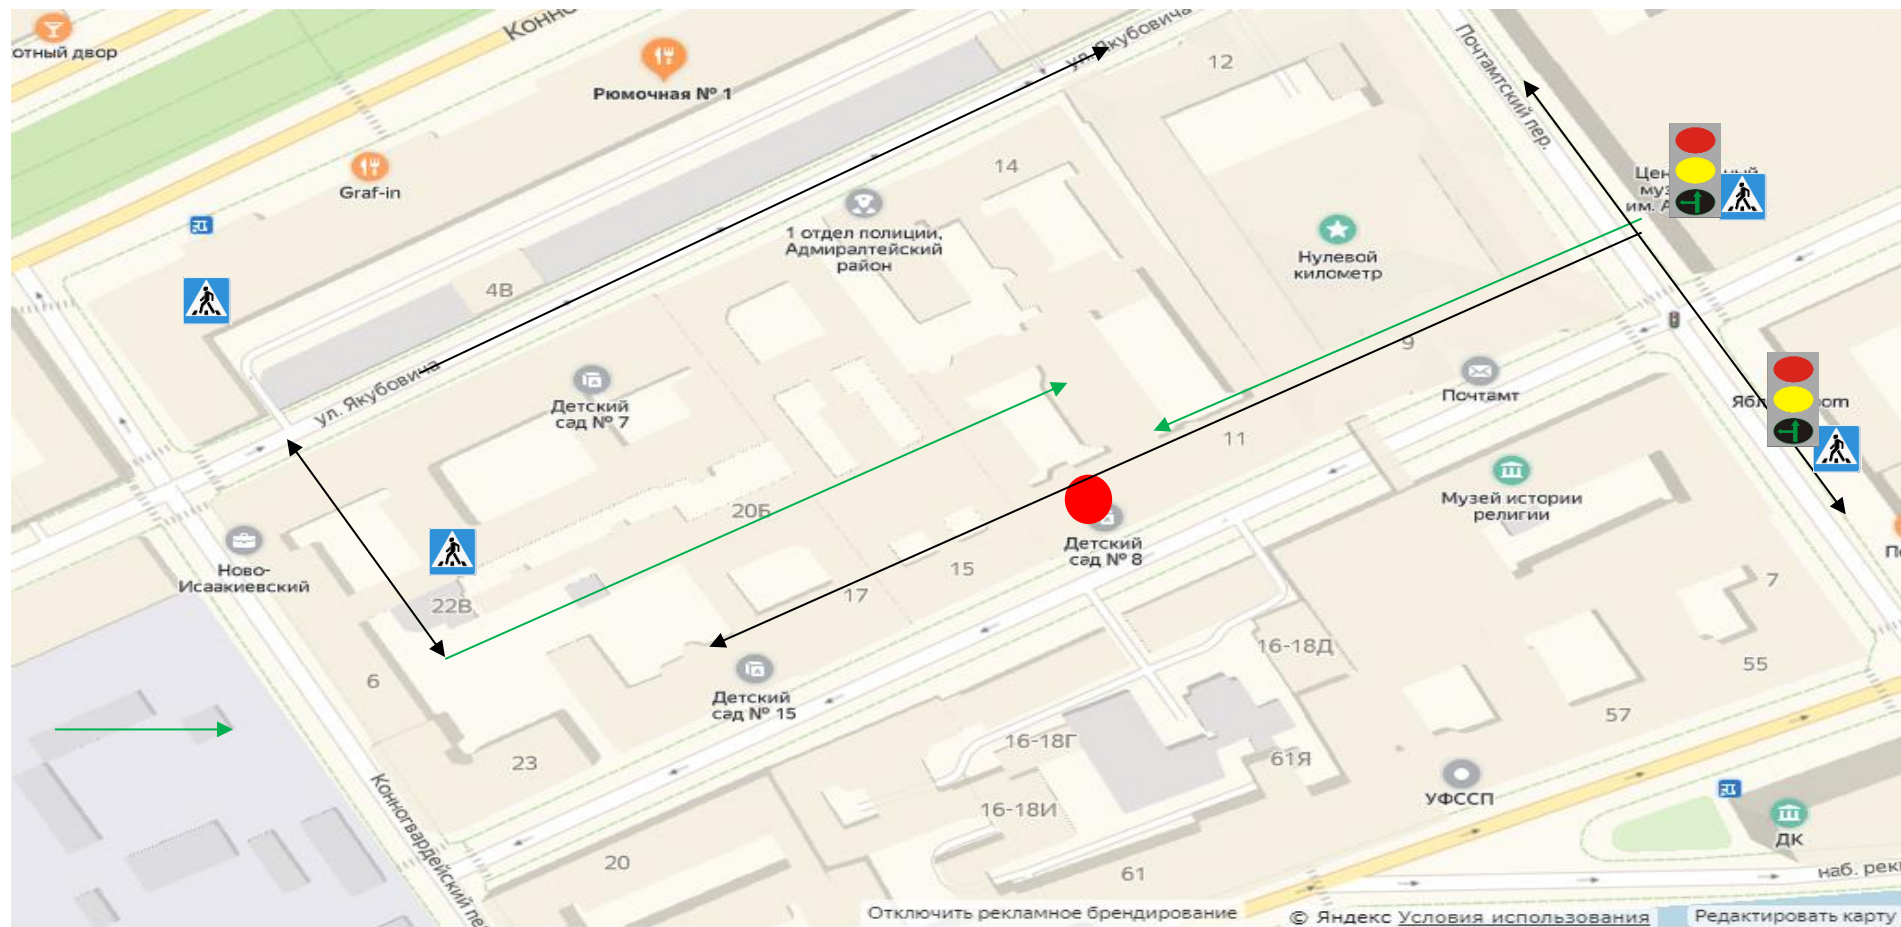 Конно
отный двор
ул. Якубовича
Почтамтский пер.
12
Рюмочная № 1
14
Graf-in
1 отдел полиции,
Адмиралтейский
район
Нулевой
километр
4В
ул. Якубовича
Детский
сад № 7
9
Почтамт
11
Музей истории
религии
20Б
Детский
сад № 8
Ново-
Исаакиевский
22В
15
17
7
16-18Д
55
6
Детский
сад № 15
57
16-18Г
23
61Я
УФССП
16-18И
ДК
Конногвардейский пе
20
61
наб. рек
Отключить рекламное брендирование
© Яндекс Условия использования
Редактировать карту